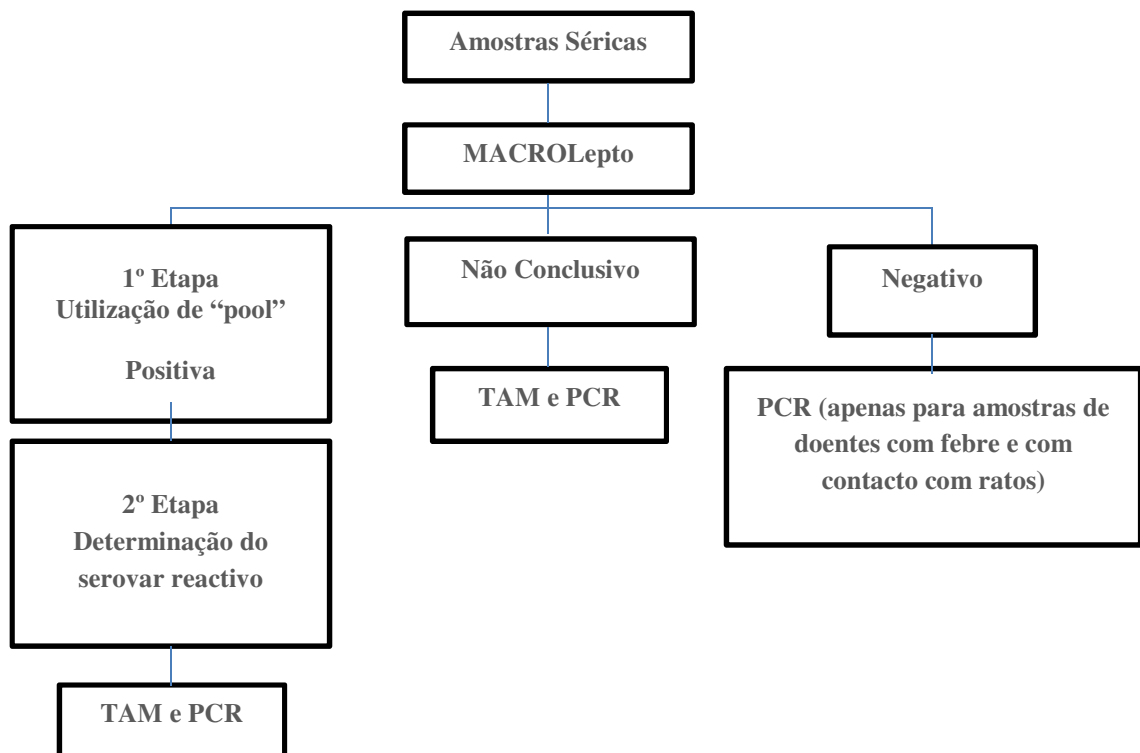 Amostras Séricas
MACROLepto
1º Etapa
Utilização de “pool”
Positiva
2º Etapa
Determinação do
serovar reactivo
TAM e PCR
Não Conclusivo
TAM e PCR
Negativo
PCR (apenas para amostras de
doentes com febre e com
contacto com ratos)